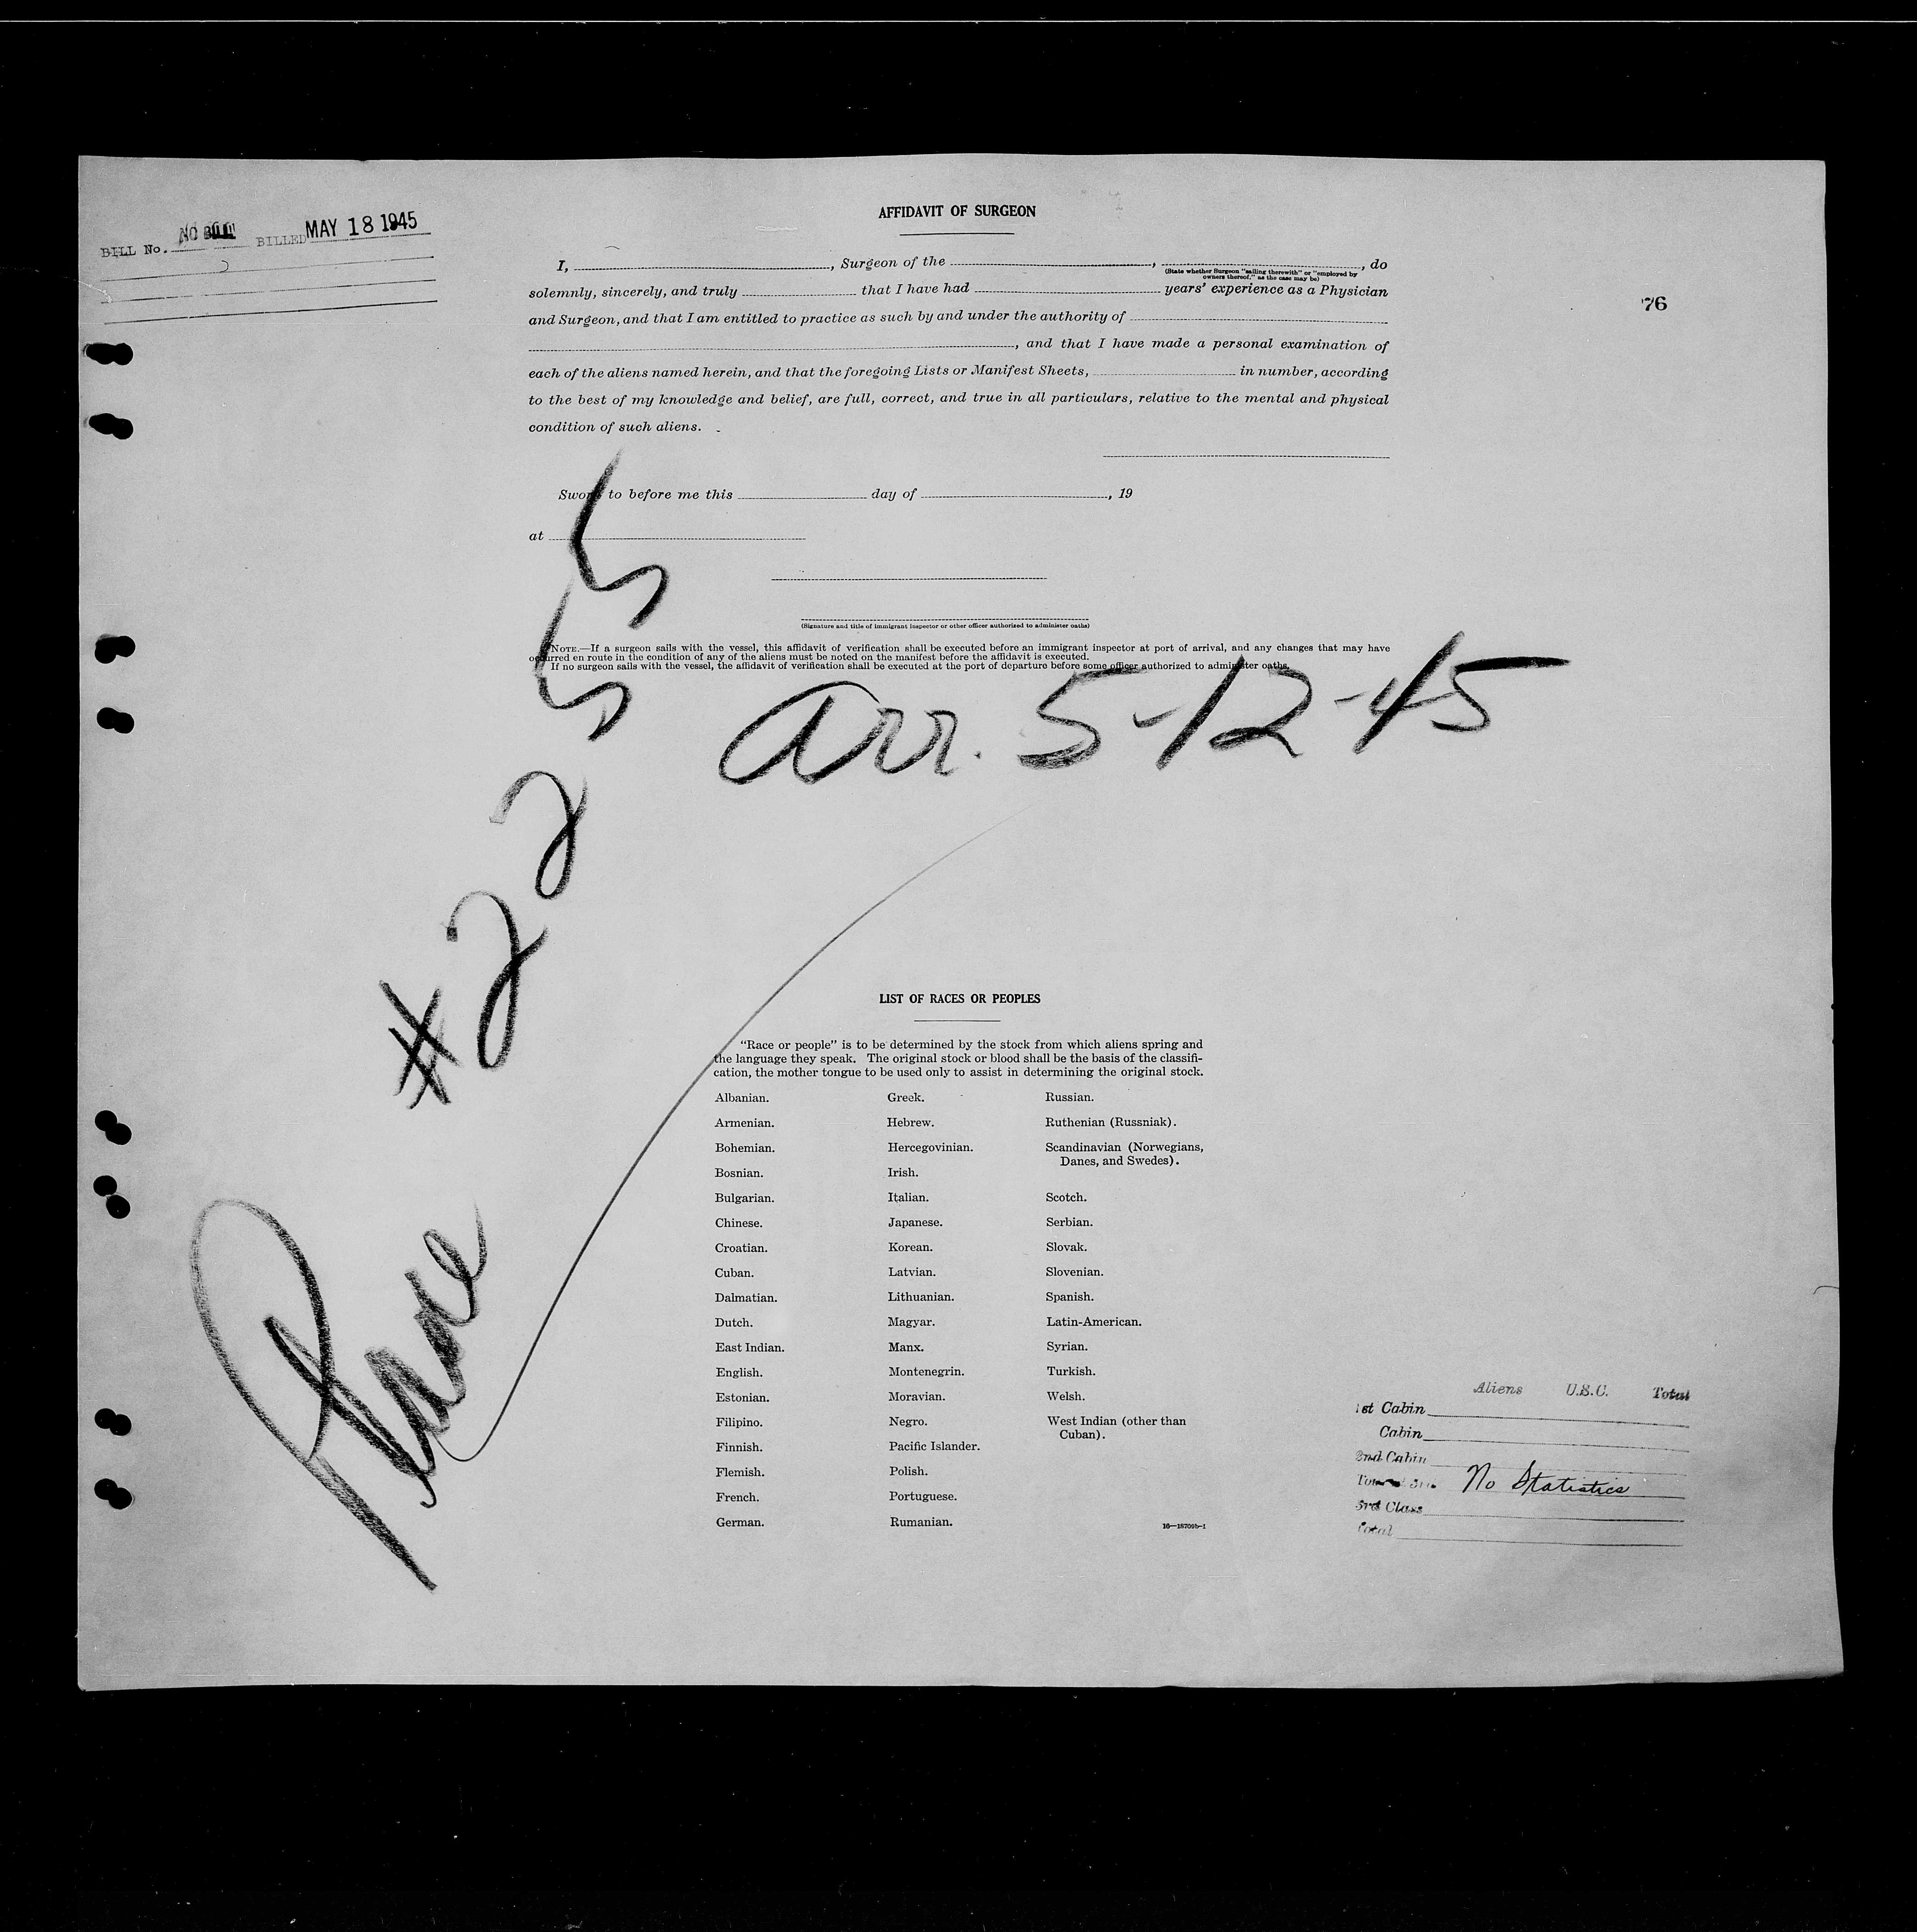 BILL No. NO BILL BILLED MAY 18 1945
76
AFFIDAVIT OF SURGEON
I, , Surgeon of the , , do
(State whether Surgeon "sailing therewith" or "employed by
owners thereof," as the case may be)
solemnly, sincerely, and truly that I have had years' experience as a Physician
and Surgeon, and that I am entitled to practice as such by and under the authority of
, and that I have made a personal examination of
each of the aliens named herein, and that the foregoing Lists or Manifest Sheets, in number, according
to the best of my knowledge and belief, are full, correct, and true in all particulars, relative to the mental and physical
condition of such aliens.
Sworn to before me this day of , 19
at
(Signature and title of immigrant inspector or other officer authorized to administer oaths)
NOTE.—If a surgeon sails with the vessel, this affidavit of verification shall be executed before an immigrant inspector at port of arrival, and any changes that may have
occurred en route in the condition of any of the aliens must be noted on the manifest before the affidavit is executed.
If no surgeon sails with the vessel, the affidavit of verification shall be executed at the port of departure before some officer authorized to administer oaths.
Arr. 5-12-45
Plane #2255
LIST OF RACES OR PEOPLES
"Race or people" is to be determined by the stock from which aliens spring and
the language they speak. The original stock or blood shall be the basis of the classifi-
cation, the mother tongue to be used only to assist in determining the original stock.
Albanian.
Armenian.
Bohemian.
Bosnian.
Bulgarian.
Chinese.
Croatian.
Cuban.
Dalmatian.
Dutch.
East Indian.
English.
Estonian.
Filipino.
Finnish.
Flemish.
French.
German.
Greek.
Hebrew.
Hercegovinian.
Irish.
Italian.
Japanese.
Korean.
Latvian.
Lithuanian.
Magyar.
Manx.
Montenegrin.
Moravian.
Negro.
Pacific Islander.
Polish.
Portuguese.
Rumanian.
Russian.
Ruthenian (Russniak).
Scandinavian (Norwegians,
Danes, and Swedes).
Scotch.
Serbian.
Slovak.
Slovenian.
Spanish.
Latin-American.
Syrian.
Turkish.
Welsh.
West Indian (other than
Cuban).
16—18709b-1
Aliens U.S.C. Total
1st Cabin
Cabin
2nd Cabin
No Statistics
3rd Class
Total